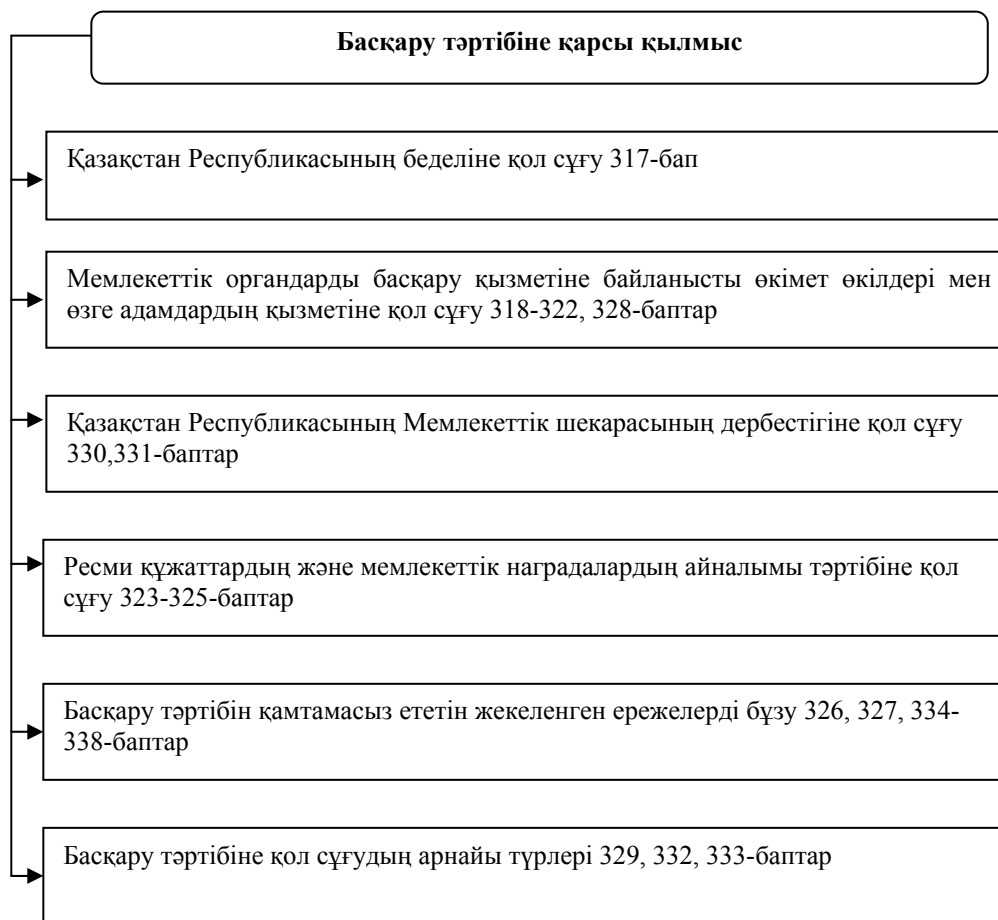 Басқару тәртібіне қарсы қылмыс
Қазақстан Республикасының беделіне қол сұғу 317-бап
Мемлекеттік органдарды басқару қызметіне байланысты өкімет өкілдері мен
өзге адамдардың қызметіне қол сұғу 318-322, 328-баптар
Қазақстан Республикасының Мемлекеттік шекарасының дербестігіне қол сұғу
330,331-баптар
Ресми құжаттардың және мемлекеттік наградалардың айналымы тәртібіне қол
сұғу 323-325-баптар
Басқару тәртібін қамтамасыз ететін жекеленген ережелерді бұзу 326, 327, 334-
338-баптар
Басқару тәртібіне қол сұғудың арнайы түрлері 329, 332, 333-баптар